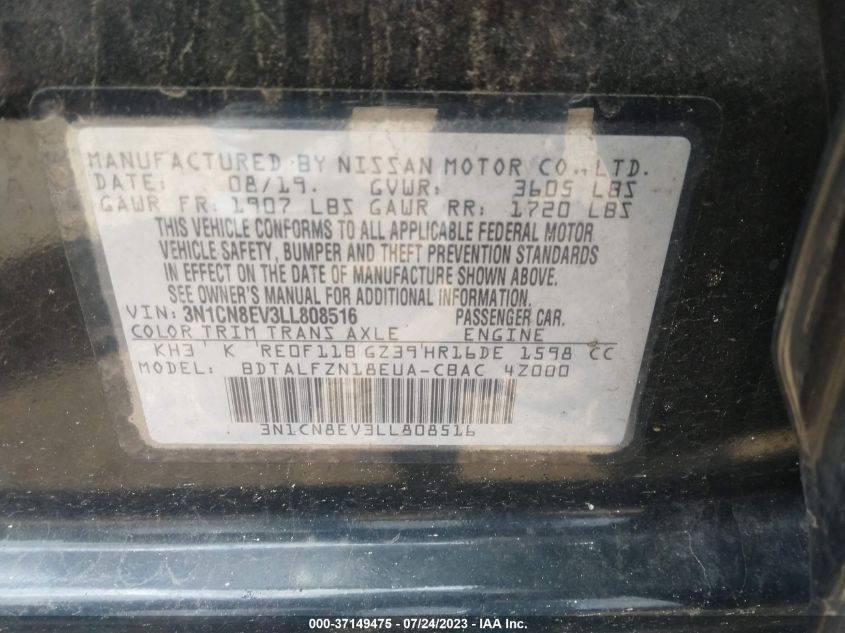 MANUFACTURED BY NISSAN MOTOR CO., LTD.
DATE: 08/19. GVWR: 3605 LBS
GAWR FR: 1907 LBS GAWR RR: 1720 LBS
THIS VEHICLE CONFORMS TO ALL APPLICABLE FEDERAL MOTOR
VEHICLE SAFETY, BUMPER AND THEFT PREVENTION STANDARDS
IN EFFECT ON THE DATE OF MANUFACTURE SHOWN ABOVE.
SEE OWNER'S MANUAL FOR ADDITIONAL INFORMATION.
VIN: 3N1CN8EV3LL808516 PASSENGER CAR.
COLOR TRIM TRANS AXLE ENGINE
KH3 K RE0F11B GZ39 HR16DE 1598 CC
MODEL: BDTALFZN18EUA-CBAC 4Z000
3N1CN8EV3LL808516
000-37149475 - 07/24/2023 - www.iaai.com